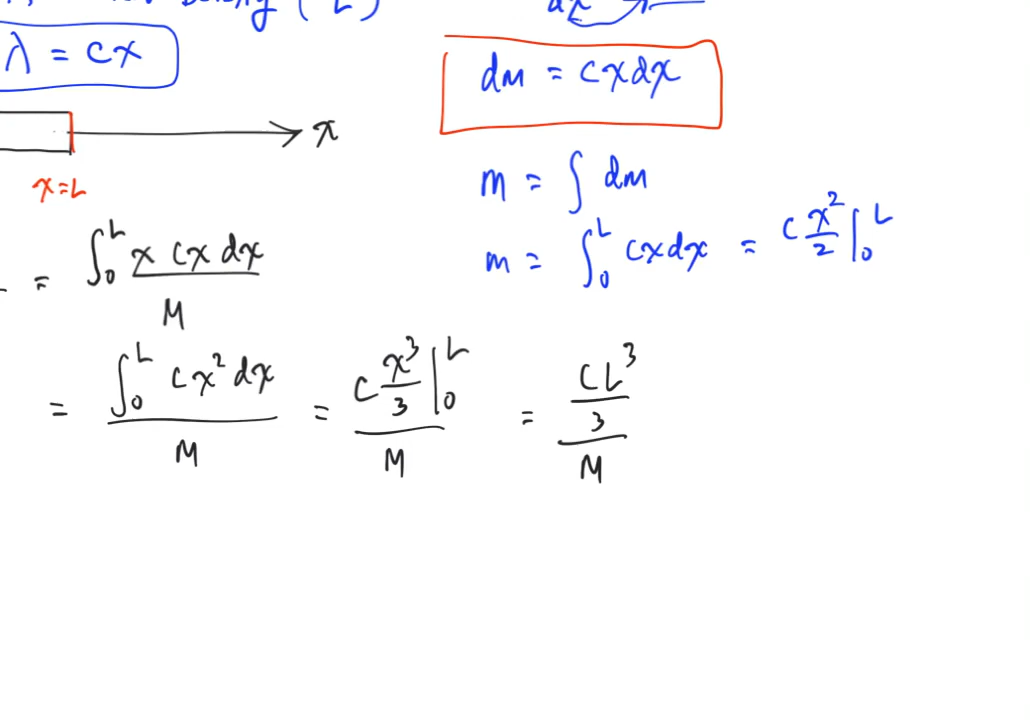 λ = cx
dm = cx dx
x
x=L
m = ∫ dm
m = ∫₀ᴸ cx dx = c x²/2 |₀ᴸ
= ∫₀ᴸ x cx dx / M
= ∫₀ᴸ cx² dx / M = c x³/3 |₀ᴸ / M = cL³/3 / M